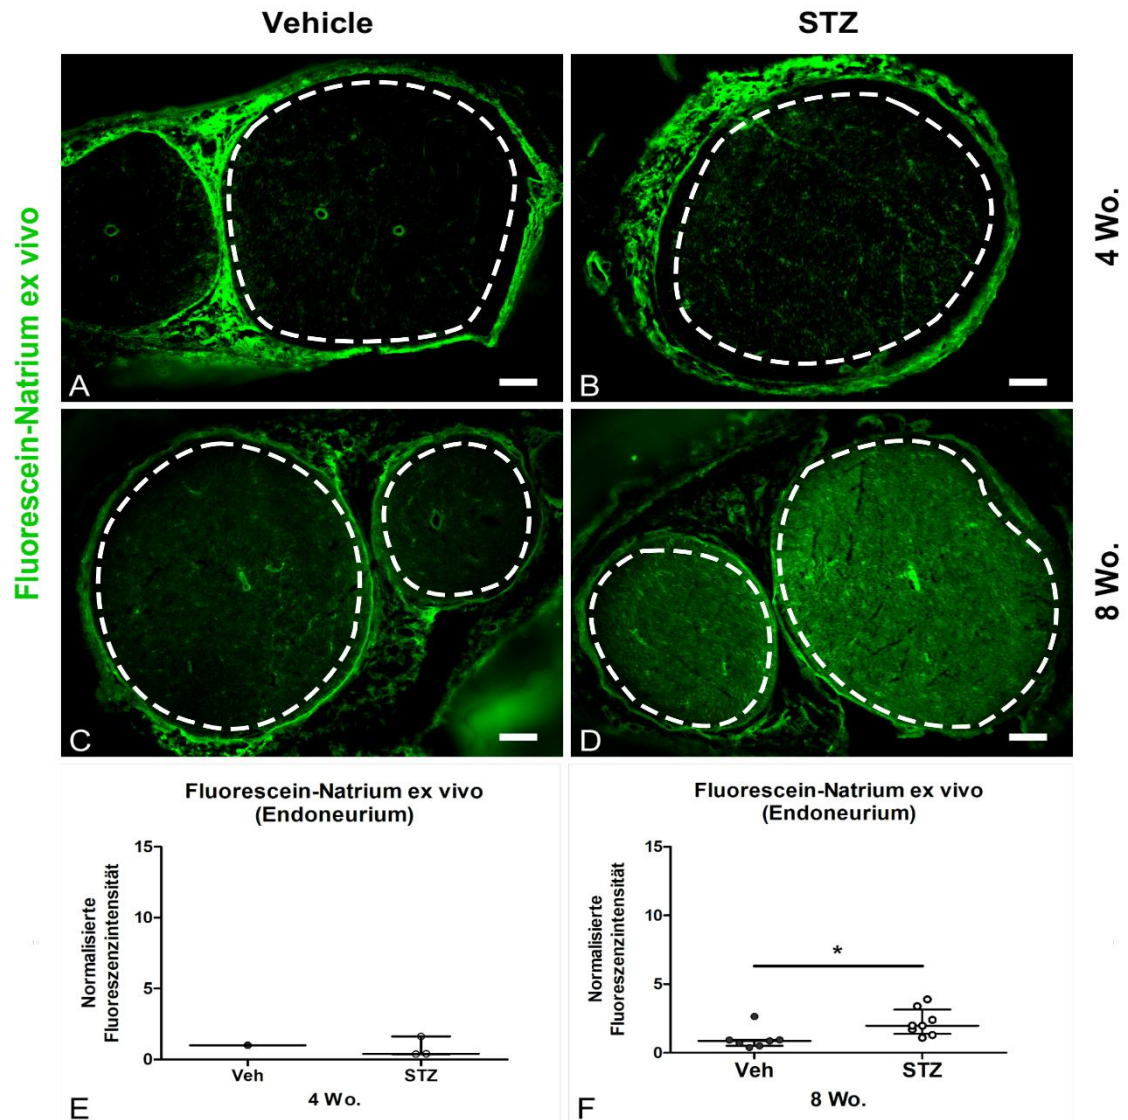 Vehicle
STZ
Fluorescein-Natrium ex vivo
4 Wo.
8 Wo.
A
B
C
D
Fluorescein-Natrium ex vivo
(Endoneurium)
Normalisierte
Fluoreszenzintensität
15
10
5
0
Veh
STZ
4 Wo.
E
Fluorescein-Natrium ex vivo
(Endoneurium)
Normalisierte
Fluoreszenzintensität
15
10
5
0
*
Veh
STZ
8 Wo.
F